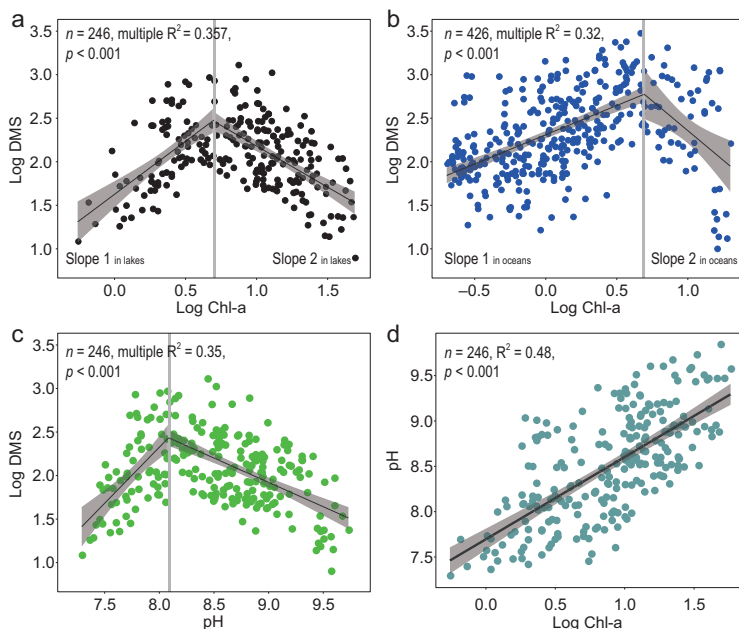 a
n = 246, multiple R² = 0.357,
p < 0.001
3.5
3.0
2.5
2.0
1.5
1.0
Log DMS
Slope 1 in lakes
Slope 2 in lakes
0.0
0.5
1.0
1.5
Log Chl-a
b
n = 426, multiple R² = 0.32,
p < 0.001
3.5
3.0
2.5
2.0
1.5
1.0
Log DMS
Slope 1 in oceans
Slope 2 in oceans
–0.5
0.0
0.5
1.0
Log Chl-a
c
n = 246, multiple R² = 0.35,
p < 0.001
3.5
3.0
2.5
2.0
1.5
1.0
Log DMS
7.5
8.0
8.5
9.0
9.5
pH
d
n = 246, R² = 0.48,
p < 0.001
9.5
9.0
8.5
8.0
7.5
pH
0.0
0.5
1.0
1.5
Log Chl-a